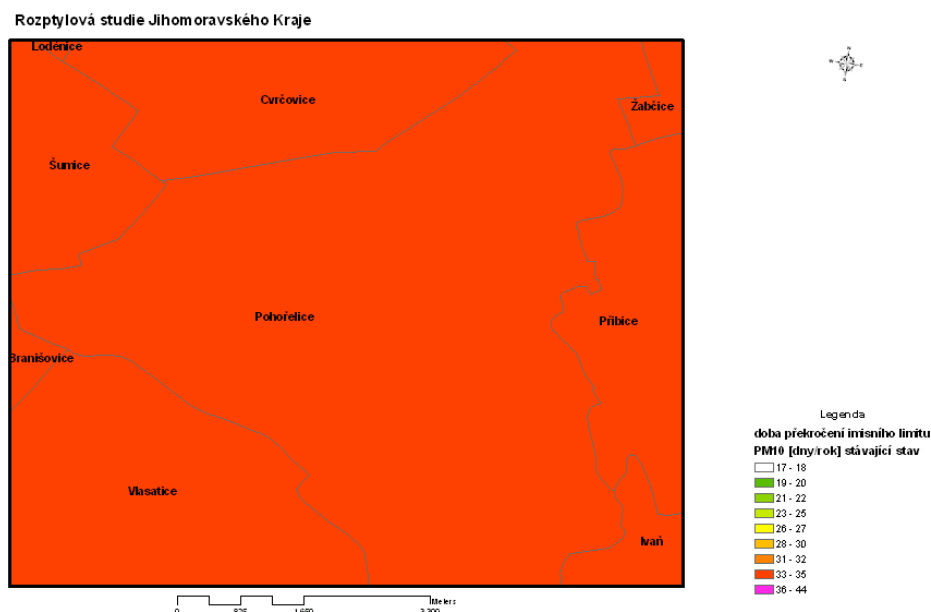 Rozptylová studie Jihomoravského Kraje
Loděnice
Cvrčovice
Žabčice
Šumice
Pohořelice
Přibice
Branišovice
Vlasatice
Ivaň
Legenda
doba překročení imisního limitu
PM10 [dny/rok] stávající stav
17 - 18
19 - 20
21 - 22
23 - 25
26 - 27
28 - 30
31 - 32
33 - 35
36 - 44
0 825 1,650 3,300
Meters